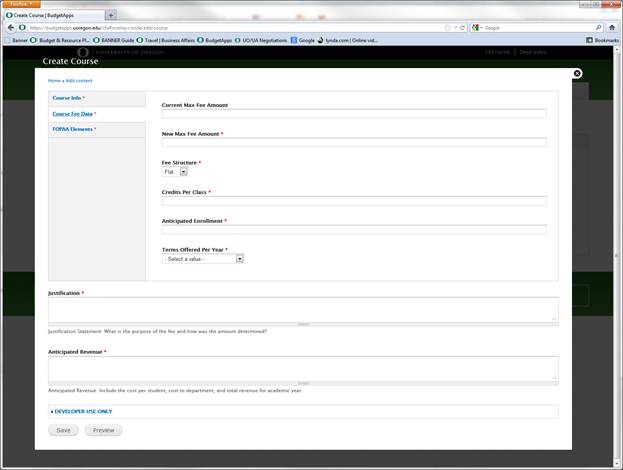 Firefox
Create Course | BudgetApps
https://budgetapps.uoregon.edu
Google
Banner Budget & Resource Pl... BANNER Guide Travel | Business Affairs BudgetApps UO/UA Negotiations Google lynda.com | Online vid... Bookmarks
UNIVERSITY OF OREGON UO Home Dept Index
Create Course
Home » Add content
Course Info *
Course Fee Data *
FOPAA Elements *
Current Max Fee Amount
New Max Fee Amount *
Fee Structure *
Flat
Credits Per Class *
Anticipated Enrollment *
Terms Offered Per Year *
- Select a value -
Justification *
Justification Statement: What is the purpose of the fee and how was the amount determined?
Anticipated Revenue *
Anticipated Revenue: Include the cost per student; cost to department; and total revenue for academic year.
DEVELOPER USE ONLY
Save Preview